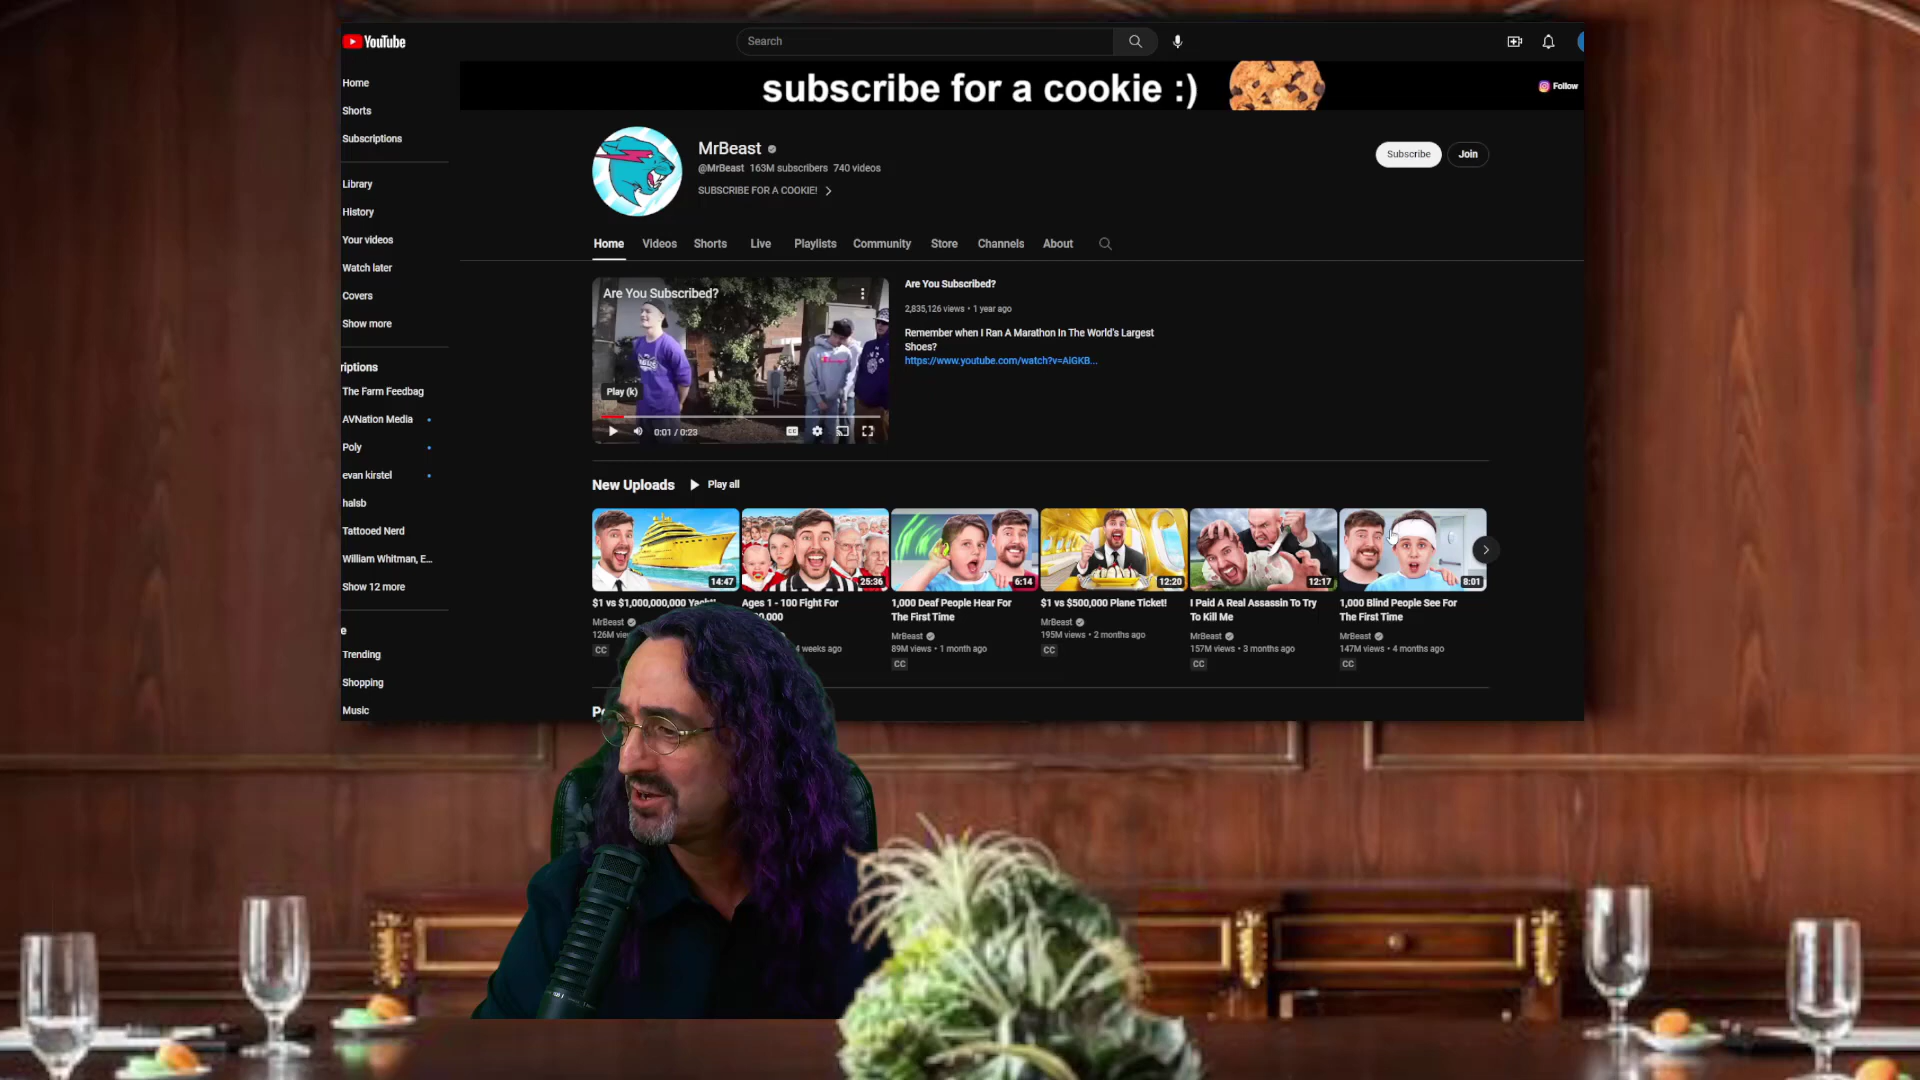 YouTube
Search
Home
Shorts
Subscriptions
Library
History
Your videos
Watch later
Covers
Show more
riptions
The Farm Feedbag
AVNation Media
Poly
evan kirstel
halsb
Tattooed Nerd
William Whitman, E...
Show 12 more
e
Trending
Shopping
Music
subscribe for a cookie :)
Follow
MrBeast
@MrBeast 163M subscribers 740 videos
SUBSCRIBE FOR A COOKIE!
Subscribe
Join
Home Videos Shorts Live Playlists Community Store Channels About
Are You Subscribed?
Play (k)
0:01 / 0:23
Are You Subscribed?
2,835,126 views • 1 year ago
Remember when I Ran A Marathon In The World's Largest
Shoes?
https://www.youtube.com/watch?v=AIGKB...
New Uploads
Play all
14:47
$1 vs $1,000,000,000 Yacht!
MrBeast
126M vie
CC
25:36
Ages 1 - 100 Fight For
,000
4 weeks ago
6:14
1,000 Deaf People Hear For
The First Time
MrBeast
89M views • 1 month ago
CC
12:20
$1 vs $500,000 Plane Ticket!
MrBeast
195M views • 2 months ago
CC
12:17
I Paid A Real Assassin To Try
To Kill Me
MrBeast
157M views • 3 months ago
CC
8:01
1,000 Blind People See For
The First Time
MrBeast
147M views • 4 months ago
CC